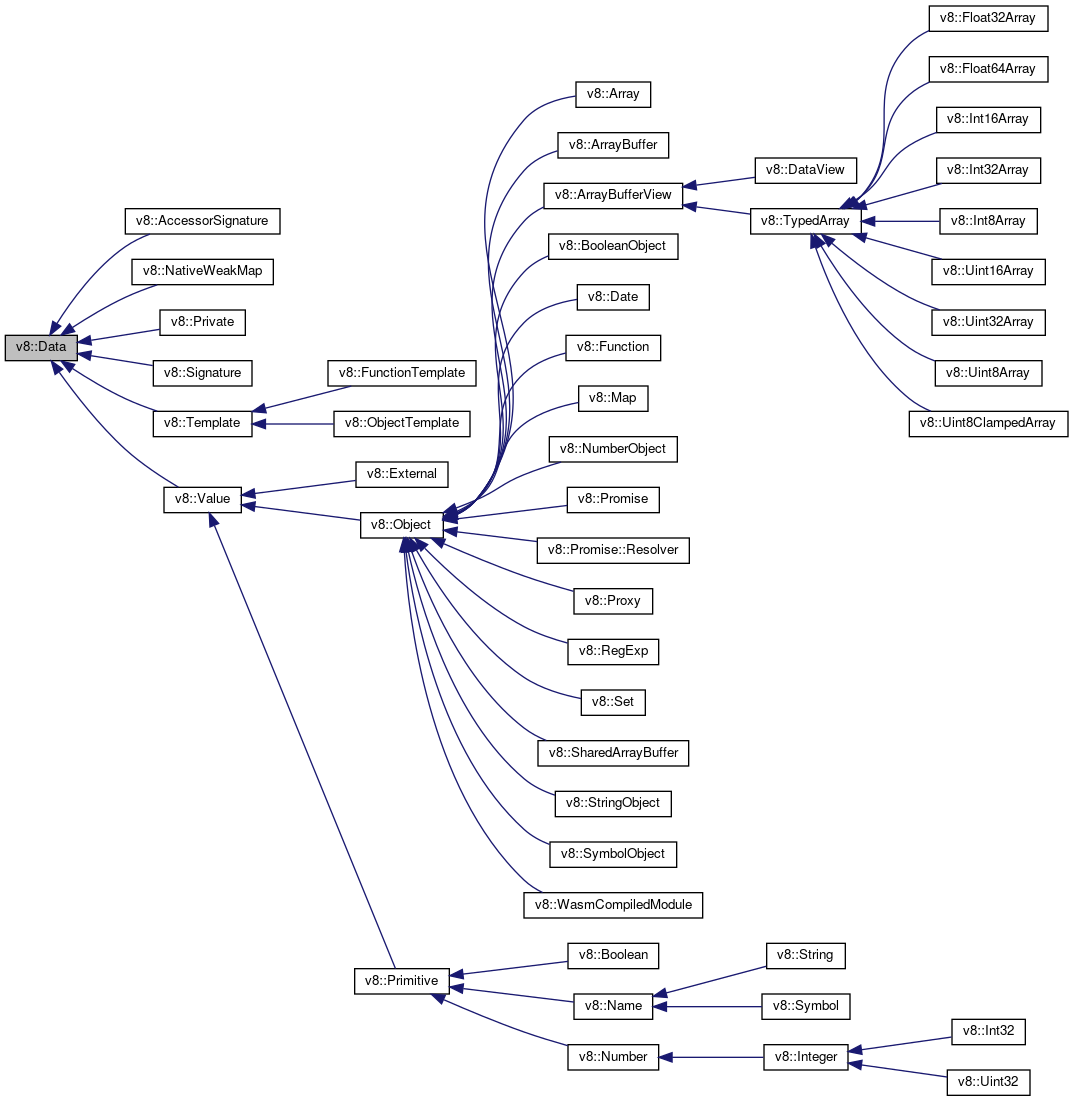 v8::Data
v8::AccessorSignature
v8::NativeWeakMap
v8::Private
v8::Signature
v8::Template
v8::Value
v8::FunctionTemplate
v8::ObjectTemplate
v8::External
v8::Object
v8::Primitive
v8::Array
v8::ArrayBuffer
v8::ArrayBufferView
v8::BooleanObject
v8::Date
v8::Function
v8::Map
v8::NumberObject
v8::Promise
v8::Promise::Resolver
v8::Proxy
v8::RegExp
v8::Set
v8::SharedArrayBuffer
v8::StringObject
v8::SymbolObject
v8::WasmCompiledModule
v8::Boolean
v8::Name
v8::Number
v8::DataView
v8::TypedArray
v8::String
v8::Symbol
v8::Integer
v8::Float32Array
v8::Float64Array
v8::Int16Array
v8::Int32Array
v8::Int8Array
v8::Uint16Array
v8::Uint32Array
v8::Uint8Array
v8::Uint8ClampedArray
v8::Int32
v8::Uint32